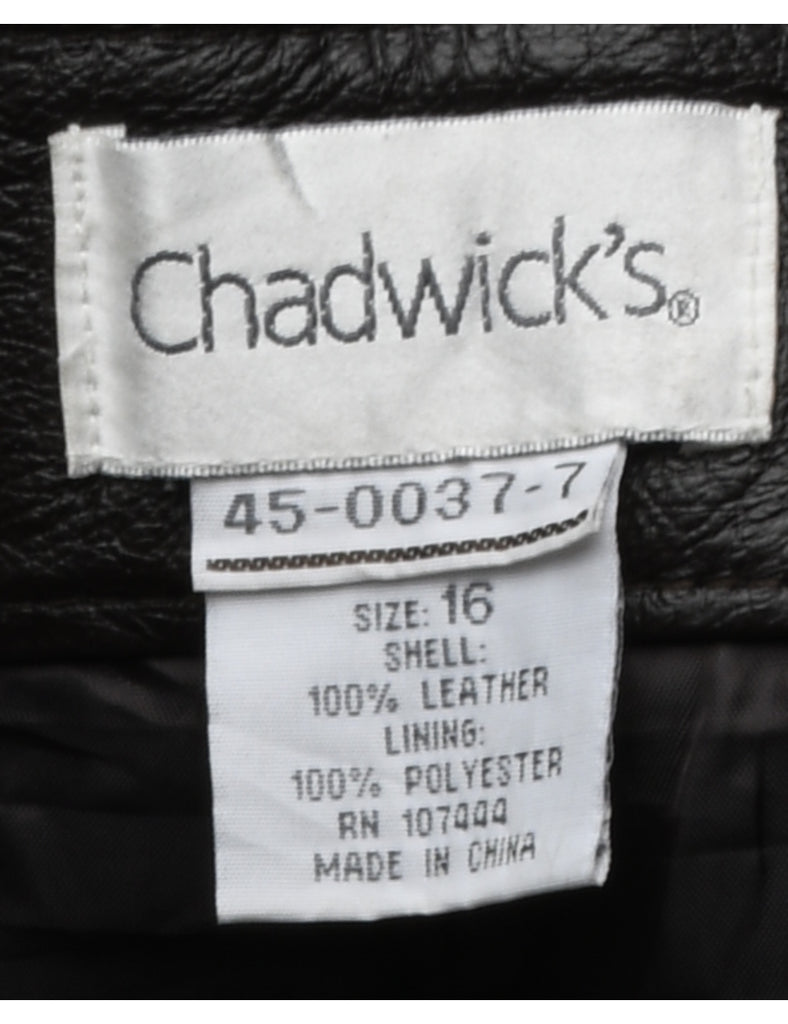 Chadwick's®
45-0037-7
SIZE: 16
SHELL:
100% LEATHER
LINING:
100% POLYESTER
RN 107444
MADE IN CHINA